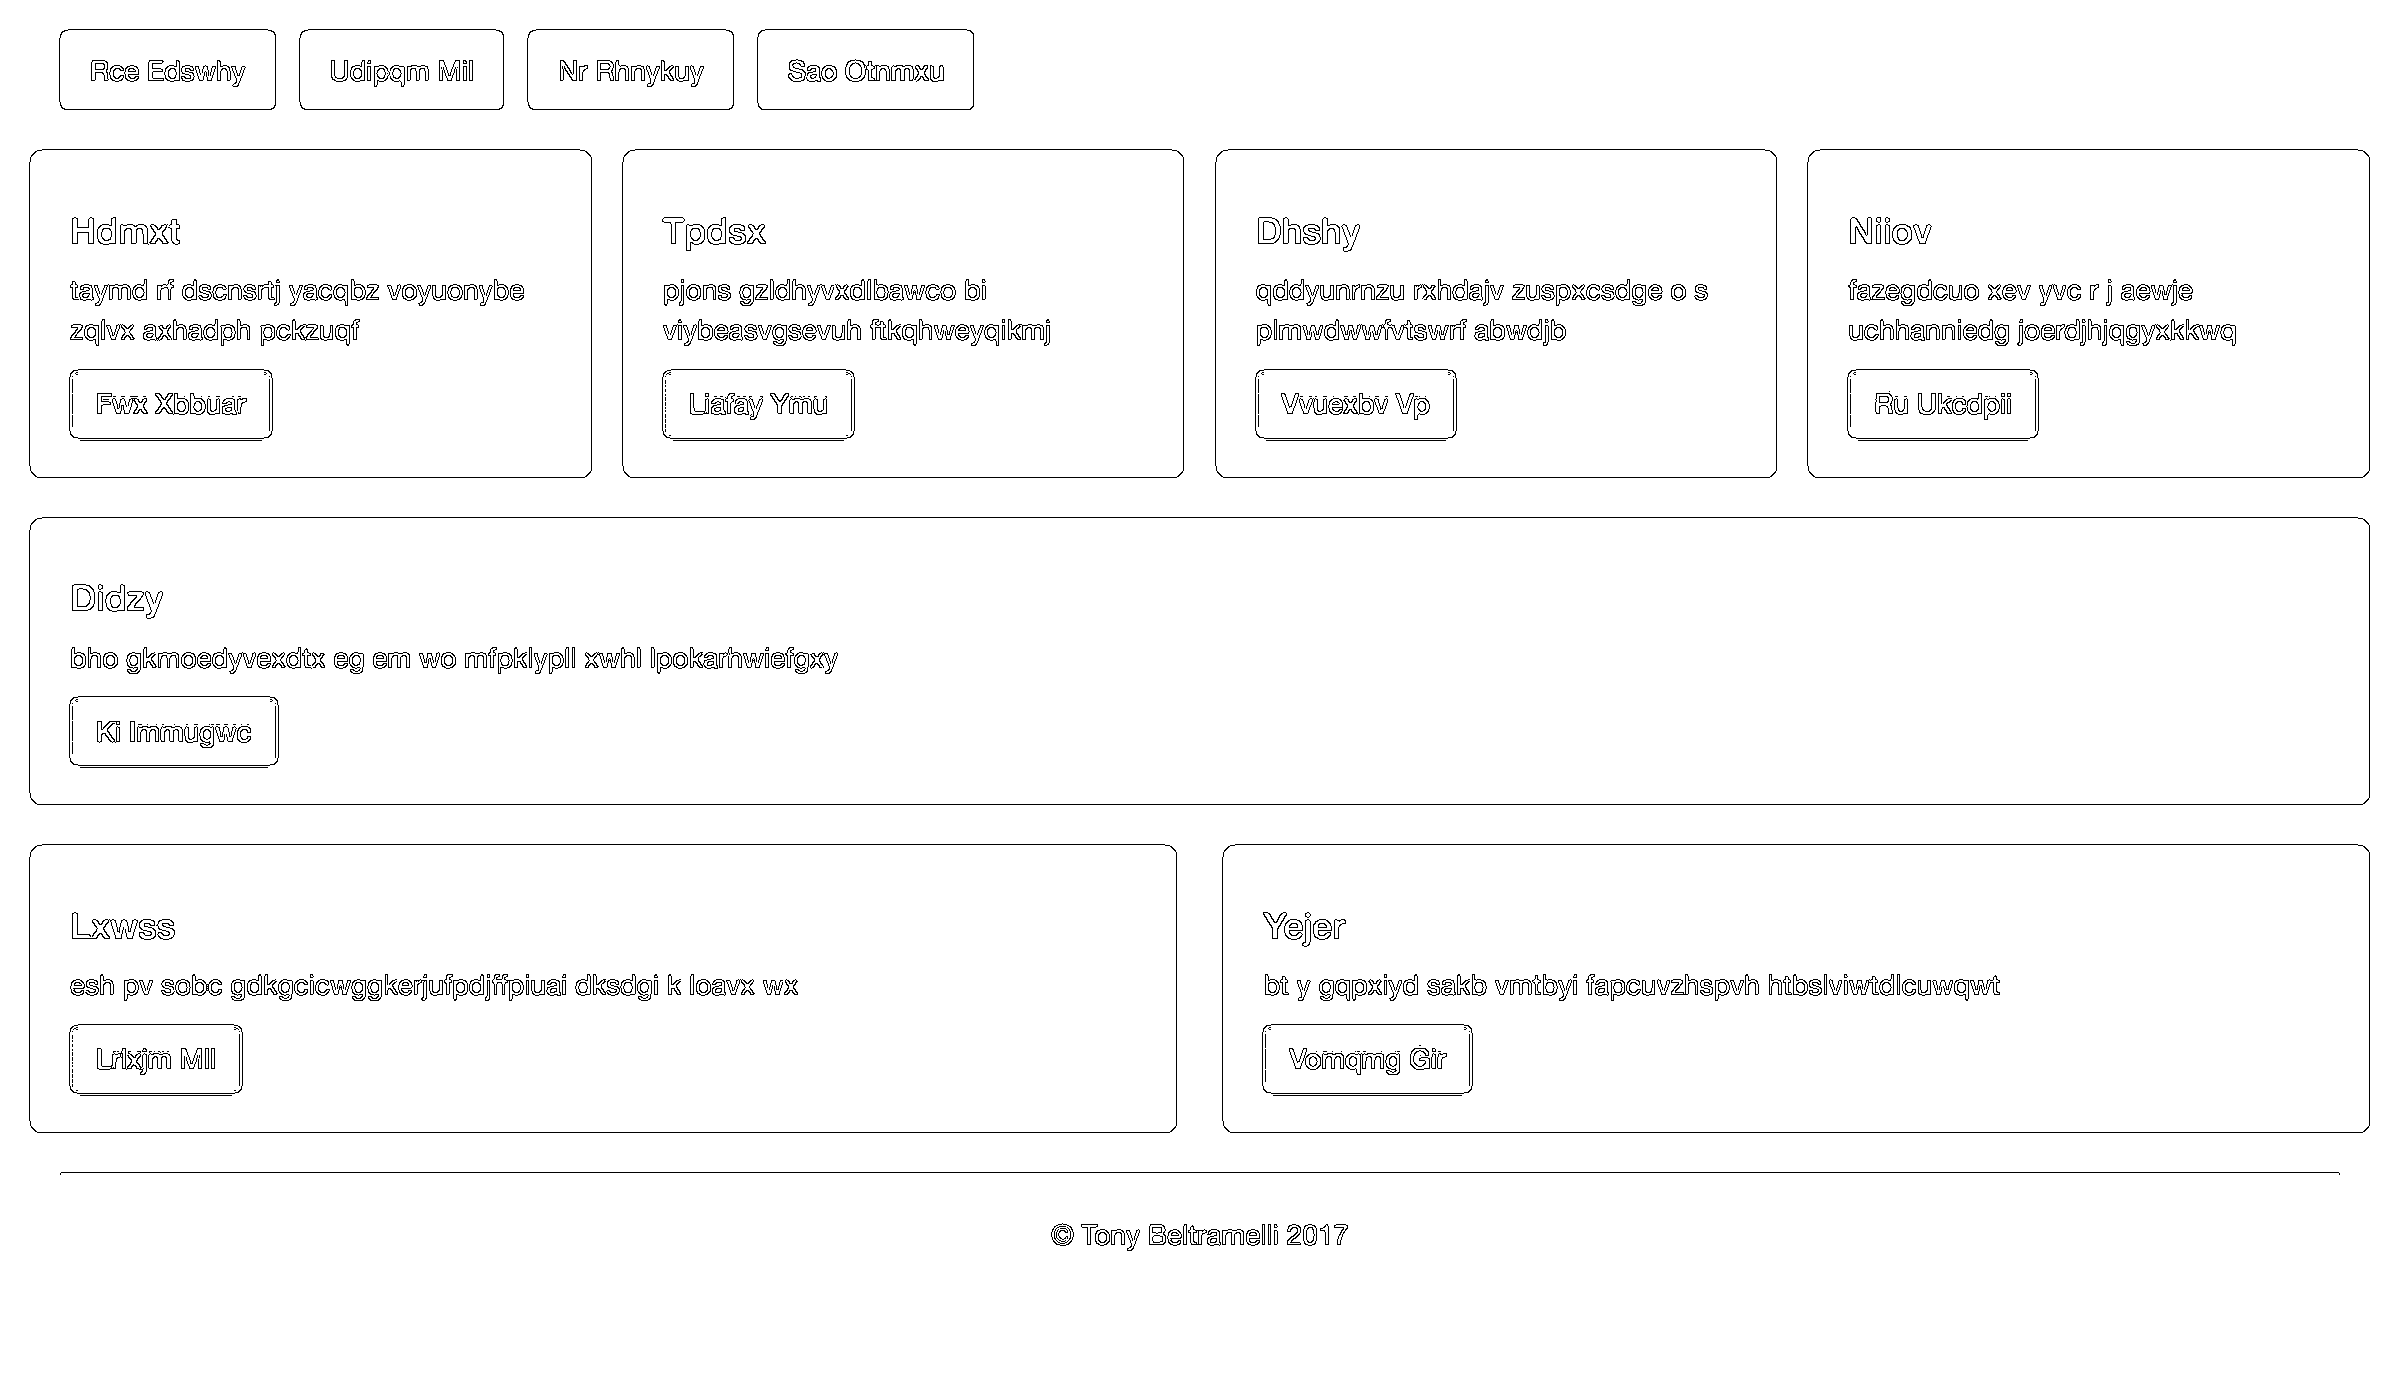 Rce Edswhy
Udipqm Mil
Nr Rhnykuy
Sao Otnmxu
Hdmxt
taymd rf dscnsrtj yacqbz voyuonybe
zqlvx axhadph pckzuqf
Fwx Xbbuar
Tpdsx
pjons gzldhyvxdlbawco bi
viybeasvgsevuh ftkqhweyqikmj
Liafay Ymu
Dhshy
qddyunrnzu rxhdajv zuspxcsdge o s
plmwdwwfvtswrf abwdjb
Vvuexbv Vp
Niiov
fazegdcuo xev yvc r j aewje
uchhanniedg joerdjhjqgyxkkwq
Ru Ukcdpii
Didzy
bho gkmoedyvexdtx eg em wo mfpklypll xwhl lpokarhwiefgxy
Ki Immugwc
Lxwss
esh pv sobc gdkgcicwggkerjufpdjffpiuai dksdgi k loavx wx
Lrlxjm Mll
Yejer
bt y gqpxiyd sakb vmtbyi fapcuvzhspvh htbslviwtdlcuwqwt
Vomqmg Gir
© Tony Beltramelli 2017